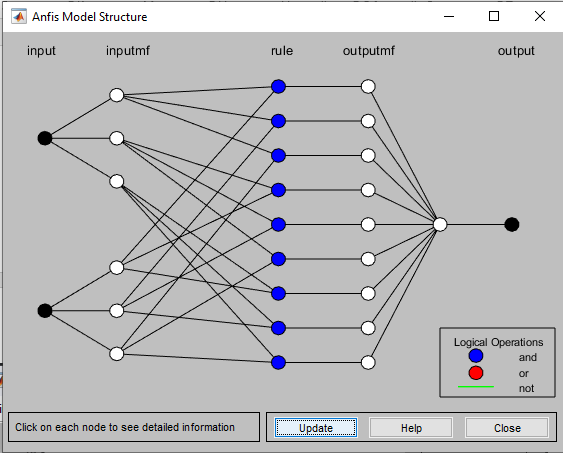 Anfis Model Structure
input inputmf rule outputmf output
Logical Operations
and
or
not
Click on each node to see detailed information
Update Help Close